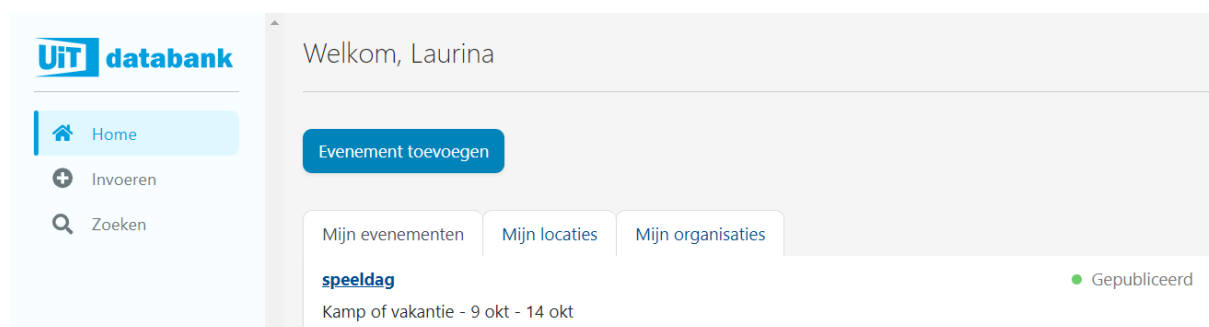 UiT databank
Home
Invoeren
Zoeken
Welkom, Laurina
Evenement toevoegen
Mijn evenementen Mijn locaties Mijn organisaties
speeldag Gepubliceerd
Kamp of vakantie - 9 okt - 14 okt